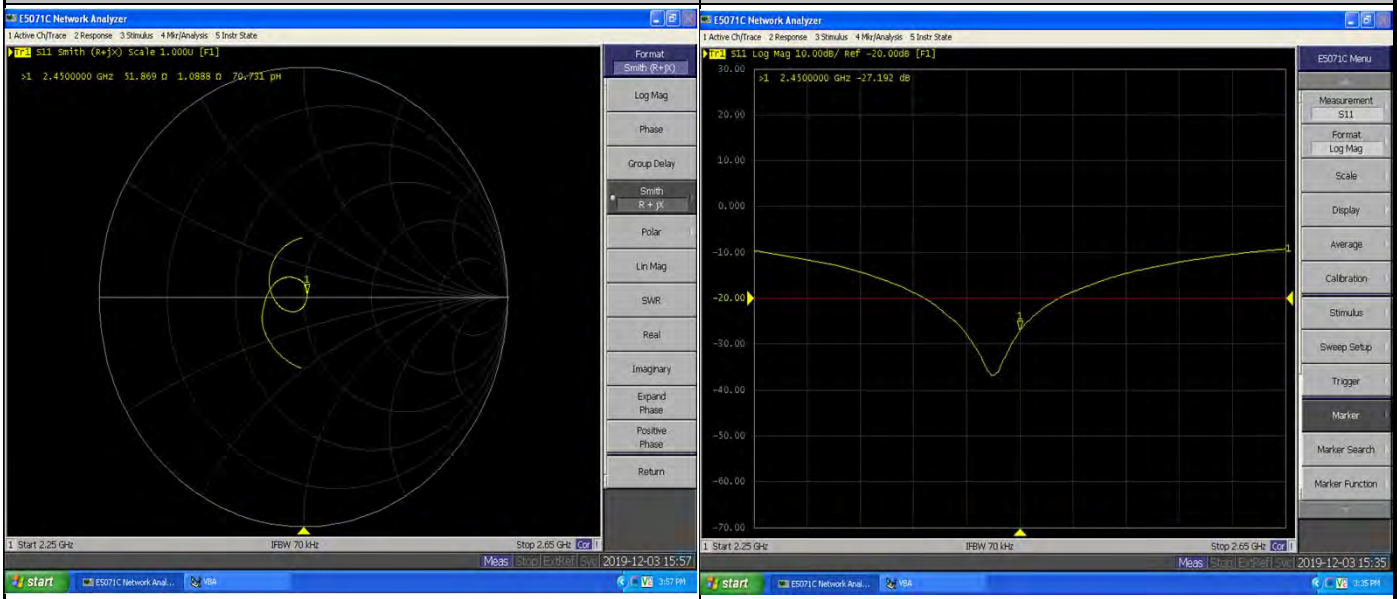 E5071C Network Analyzer
1 Active Ch/Trace 2 Response 3 Stimulus 4 Mkr/Analysis 5 Instr State
Tr1 S11 Smith (R+jX) Scale 1.000U [F1]
>1 2.4500000 GHz 51.869 Ω 1.0888 Ω 70.731 pH
1
Format
Smith (R+jX)
Log Mag
Phase
Group Delay
Smith
R + jX
Polar
Lin Mag
SWR
Real
Imaginary
Expand
Phase
Positive
Phase
Return
1 Start 2.25 GHz IFBW 70 kHz Stop 2.65 GHz Cor !
Meas Stop ExtRef Svc 2019-12-03 15:57
start E5071C Network Anal... VBA 3:57 PM
E5071C Network Analyzer
1 Active Ch/Trace 2 Response 3 Stimulus 4 Mkr/Analysis 5 Instr State
Tr1 S11 Log Mag 10.00dB/ Ref -20.00dB [F1]
30.00
>1 2.4500000 GHz -27.192 dB
20.00
10.00
0.000
-10.00
1
-20.00
1
-30.00
-40.00
-50.00
-60.00
-70.00
E5071C Menu
Measurement
S11
Format
Log Mag
Scale
Display
Average
Calibration
Stimulus
Sweep Setup
Trigger
Marker
Marker Search
Marker Function
1 Start 2.25 GHz IFBW 70 kHz Stop 2.65 GHz Cor !
Meas Stop ExtRef Svc 2019-12-03 15:35
start E5071C Network Anal... VBA 3:35 PM